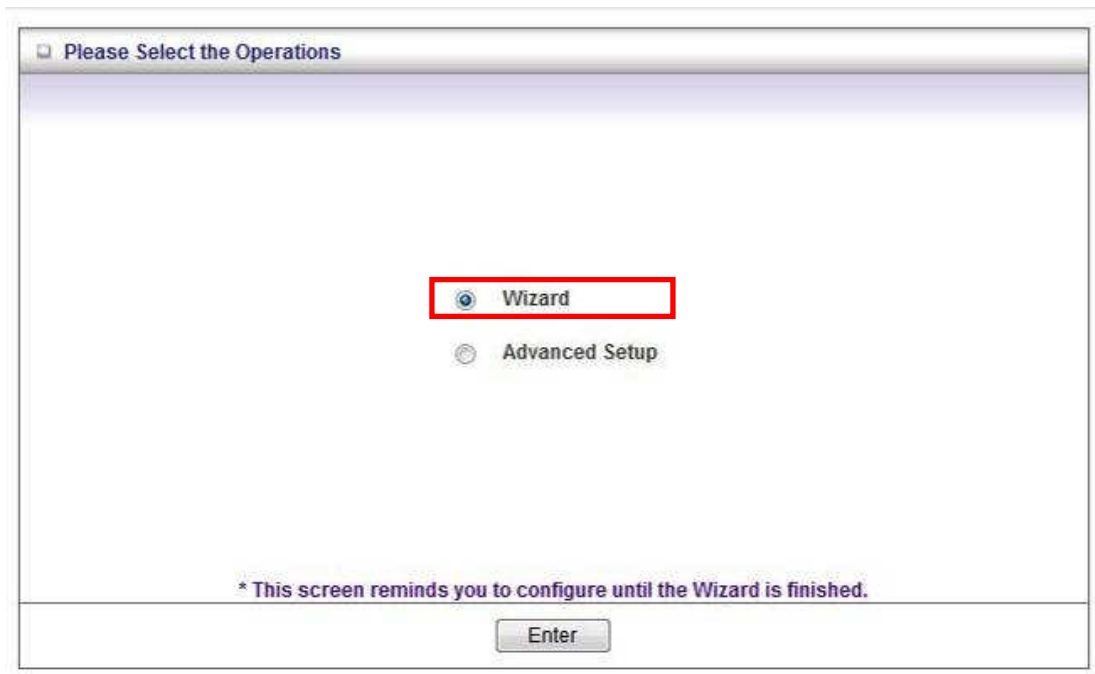 Please Select the Operations
Wizard
Advanced Setup
* This screen reminds you to configure until the Wizard is finished.
Enter